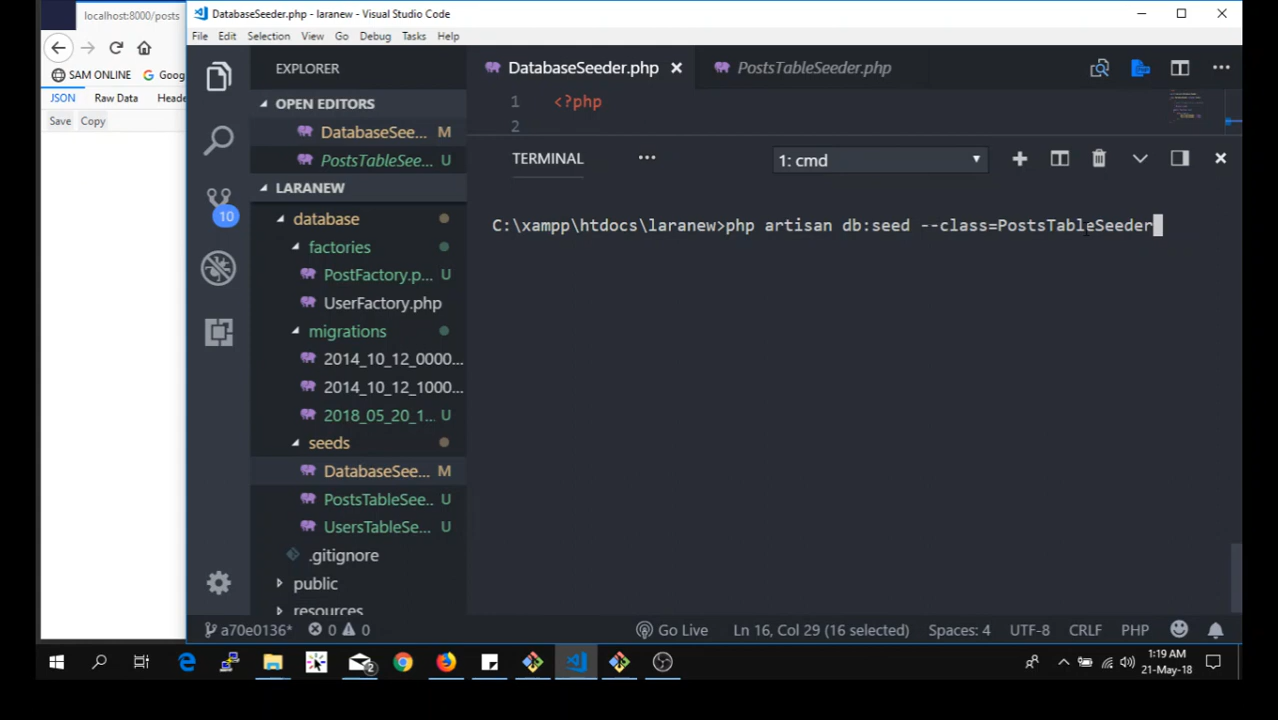 localhost:8000/posts
SAM ONLINE
Goog
JSON
Raw Data
Heade
Save
Copy
DatabaseSeeder.php - laranew - Visual Studio Code
File Edit Selection View Go Debug Tasks Help
EXPLORER
OPEN EDITORS
DatabaseSee... M
PostsTableSee... U
LARANEW
database
factories
PostFactory.p... U
UserFactory.php
migrations
2014_10_12_0000...
2014_10_12_1000...
2018_05_20_1... U
seeds
DatabaseSee... M
PostsTableSee.. U
UsersTableSe... U
.gitignore
public
resources
10
DatabaseSeeder.php
PostsTableSeeder.php
1 <?php
2
TERMINAL
1: cmd
C:\xampp\htdocs\laranew>php artisan db:seed --class=PostsTableSeeder
a70e0136* 0 0 Go Live Ln 16, Col 29 (16 selected) Spaces: 4 UTF-8 CRLF PHP
2
1:19 AM
21-May-18